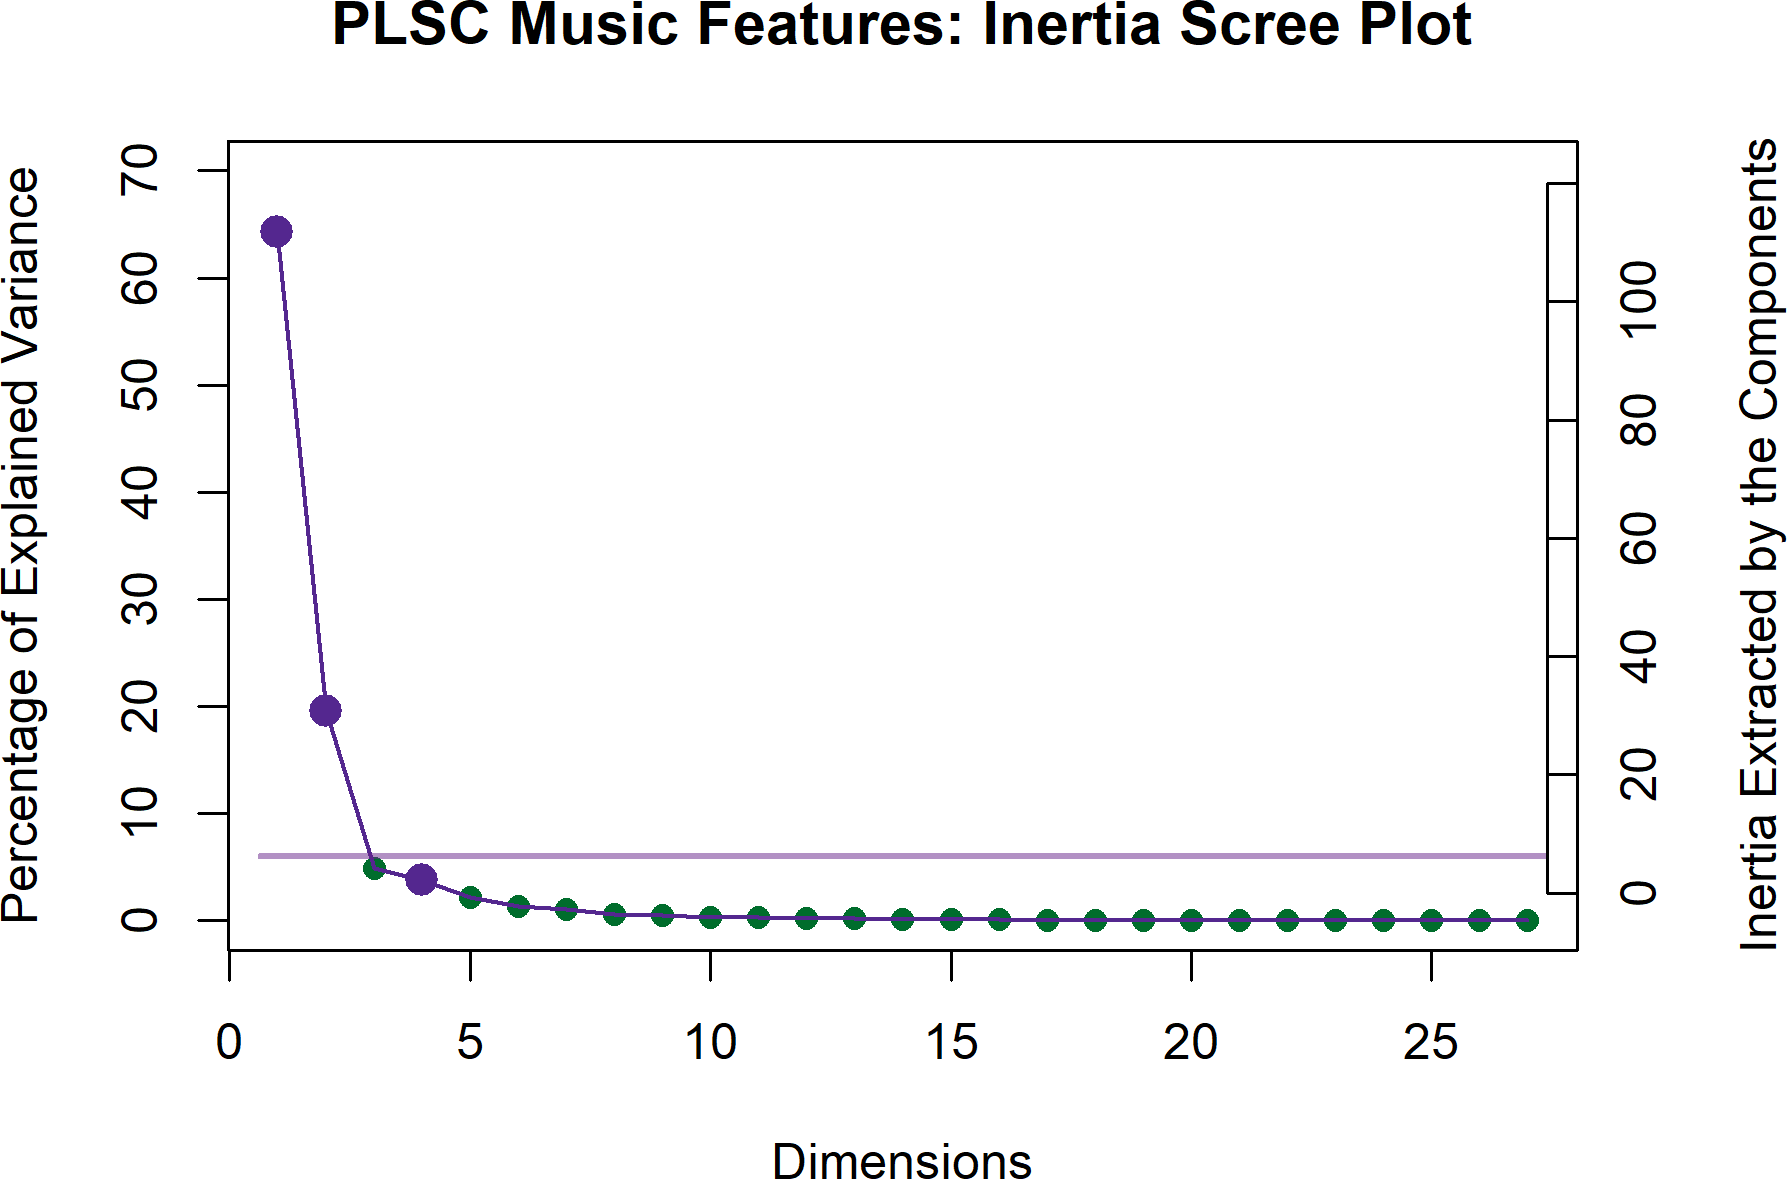 PLSC Music Features: Inertia Scree Plot
Percentage of Explained Variance
70
60
50
40
30
20
10
0
100
80
60
40
20
0
Inertia Extracted by the Components
0 5 10 15 20 25
Dimensions